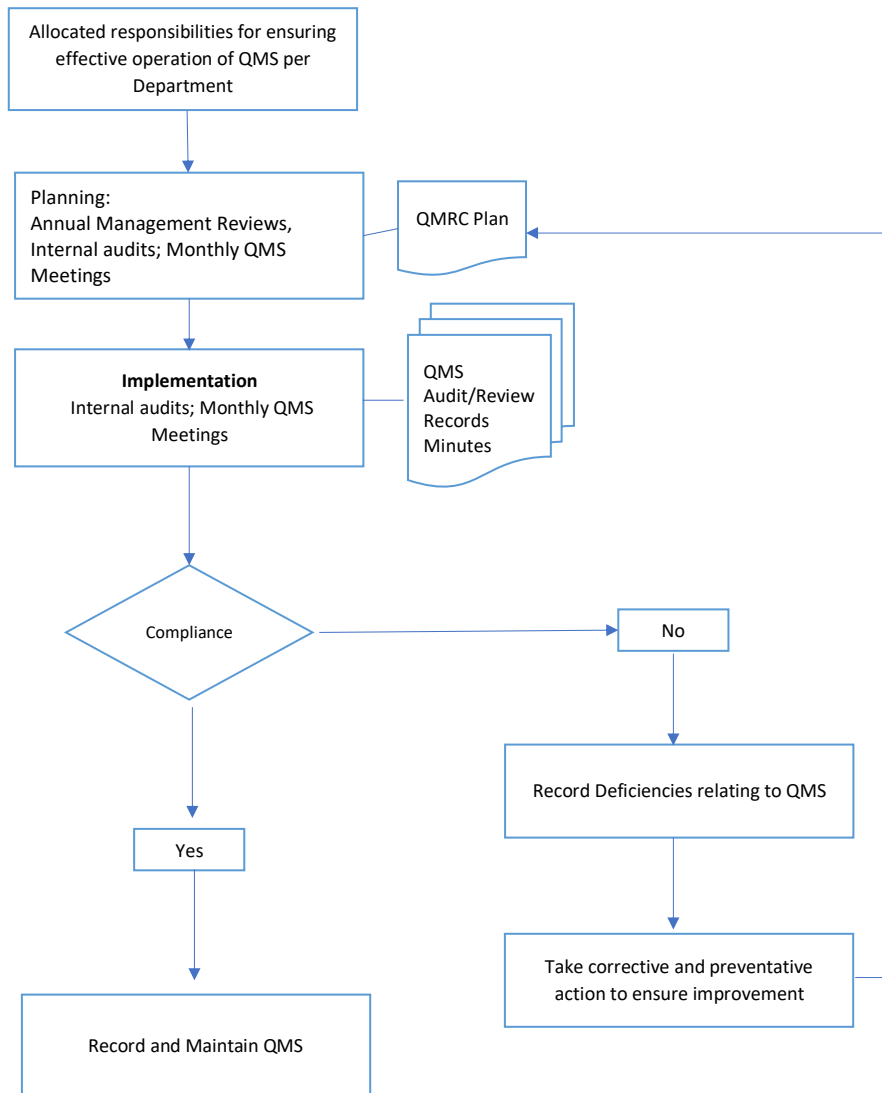 Allocated responsibilities for ensuring
effective operation of QMS per
Department
Planning:
Annual Management Reviews,
Internal audits; Monthly QMS
Meetings
QMRC Plan
Implementation
Internal audits; Monthly QMS
Meetings
QMS
Audit/Review
Records
Minutes
Compliance
No
Record Deficiencies relating to QMS
Yes
Take corrective and preventative
action to ensure improvement
Record and Maintain QMS